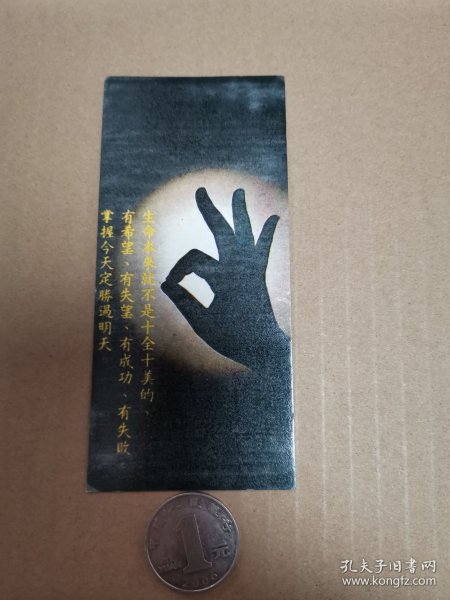 生命本來就不是十全十美的、
有希望、有失望、有成功、有失敗。
掌握今天定勝過明天。
1
元
YI YUAN
孔夫子旧书网
www.kongfz.com